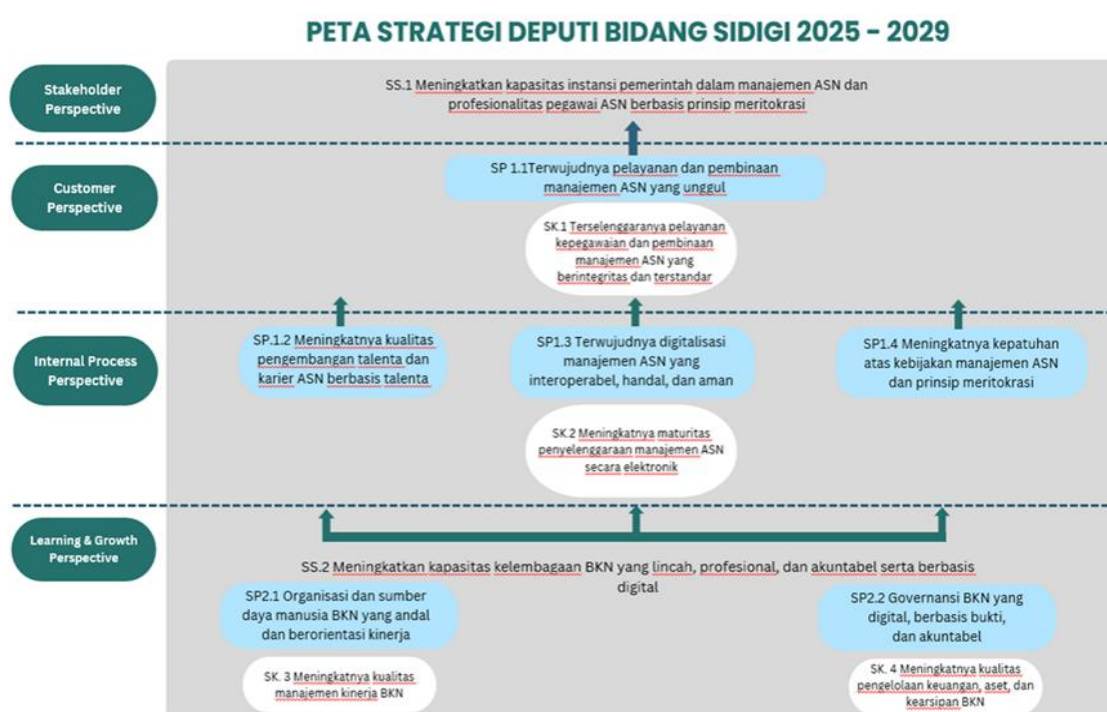 PETA STRATEGI DEPUTI BIDANG SIDIGI 2025 - 2029
Stakeholder
Perspective
SS.1 Meningkatkan kapasitas instansi pemerintah dalam manajemen ASN dan
profesionalitas pegawai ASN berbasis prinsip meritokrasi
Customer
Perspective
SP 1.1Terwujudnya pelayanan dan pembinaan
manajemen ASN yang unggul
SK.1 Terselenggaranya pelayanan
kepegawaian dan pembinaan
manajemen ASN yang
berintegritas dan terstandar
Internal Process
Perspective
SP.1.2 Meningkatnya kualitas
pengembangan talenta dan
karier ASN berbasis talenta
SP1.3 Terwujudnya digitalisasi
manajemen ASN yang
interoperabel, handal, dan aman
SP1.4 Meningkatnya kepatuhan
atas kebijakan manajemen ASN
dan prinsip meritokrasi
SK.2 Meningkatnya maturitas
penyelenggaraan manajemen ASN
secara elektronik
Learning & Growth
Perspective
SS.2 Meningkatkan kapasitas kelembagaan BKN yang lincah, profesional, dan akuntabel serta berbasis
digital
SP2.1 Organisasi dan sumber
daya manusia BKN yang andal
dan berorientasi kinerja
SP2.2 Governansi BKN yang
digital, berbasis bukti,
dan akuntabel
SK. 3 Meningkatnya kualitas
manajemen kinerja BKN
SK. 4 Meningkatnya kualitas
pengelolaan keuangan, aset, dan
kearsipan BKN